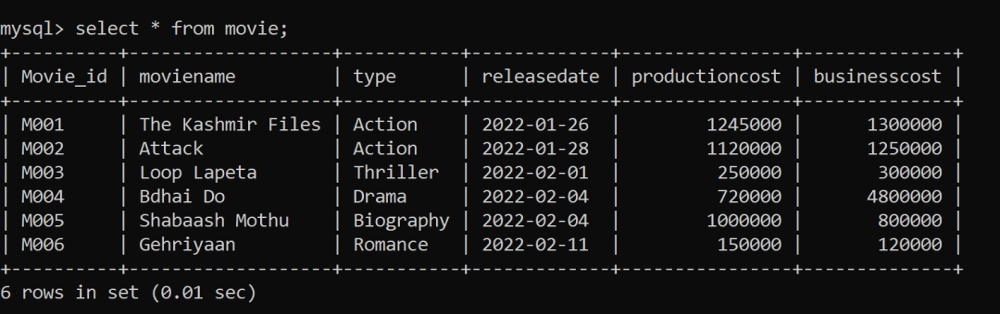 mysql> select * from movie;
+----------+-------------------+-----------+-------------+----------------+--------------+
| Movie_id | moviename         | type      | releasedate | productioncost | businesscost |
+----------+-------------------+-----------+-------------+----------------+--------------+
| M001     | The Kashmir Files | Action    | 2022-01-26  |        1245000 |      1300000 |
| M002     | Attack            | Action    | 2022-01-28  |        1120000 |      1250000 |
| M003     | Loop Lapeta       | Thriller  | 2022-02-01  |         250000 |       300000 |
| M004     | Bdhai Do          | Drama     | 2022-02-04  |         720000 |      4800000 |
| M005     | Shabaash Mothu    | Biography | 2022-02-04  |        1000000 |       800000 |
| M006     | Gehriyaan         | Romance   | 2022-02-11  |         150000 |       120000 |
+----------+-------------------+-----------+-------------+----------------+--------------+
6 rows in set (0.01 sec)